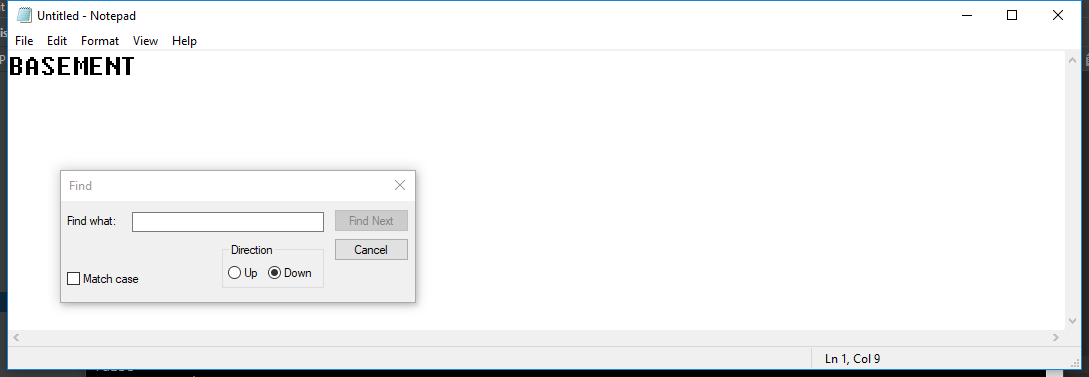 Untitled - Notepad
File Edit Format View Help
BASEMENT
Find
Find what:
Find Next
Cancel
Direction
Up Down
Match case
Ln 1, Col 9